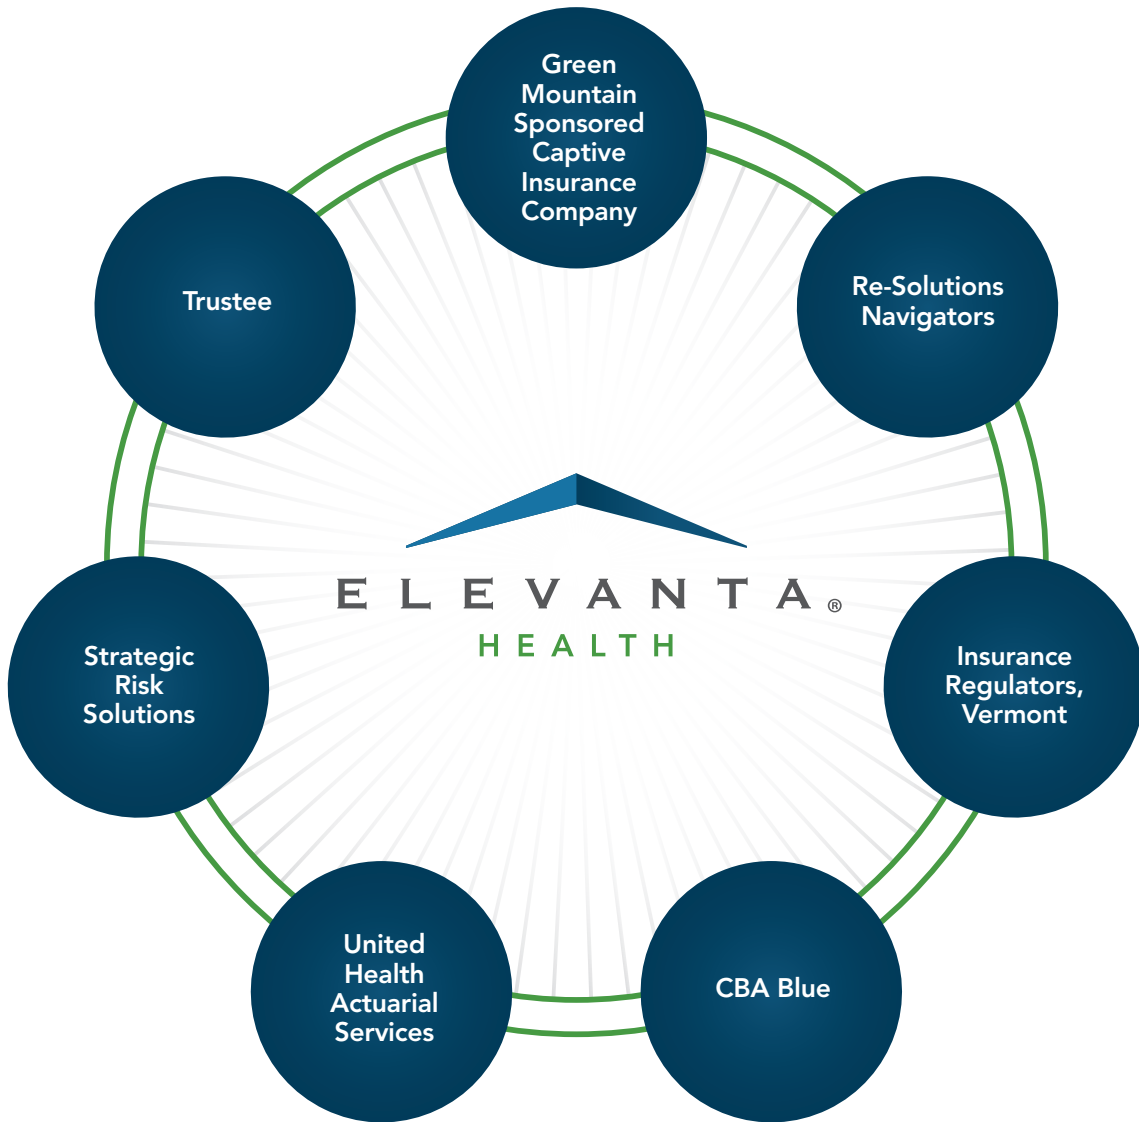 Green
Mountain
Sponsored
Captive
Insurance
Company
Trustee
Re-Solutions
Navigators
ELEVANTA®
HEALTH
Strategic
Risk
Solutions
Insurance
Regulators,
Vermont
United
Health
Actuarial
Services
CBA Blue